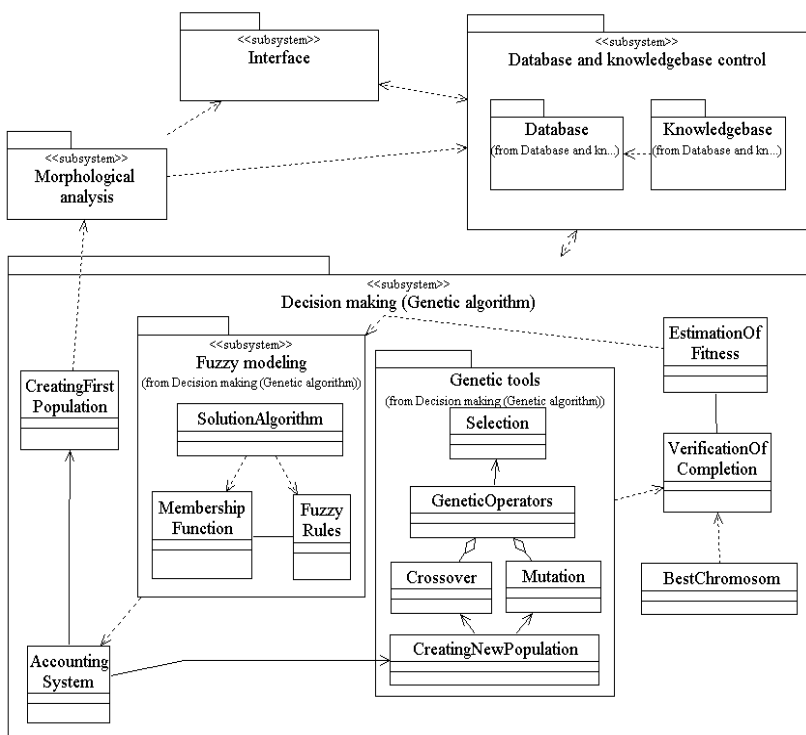 <<subsystem>>
Interface
<<subsystem>>
Database and knowledgebase control
Database
(from Database and kn...)
Knowledgebase
(from Database and kn...)
<<subsystem>>
Morphological
analysis
<<subsystem>>
Decision making (Genetic algorithm)
<<subsystem>>
Fuzzy modeling
(from Decision making (Genetic algorithm))
SolutionAlgorithm
Membership
Function
Fuzzy
Rules
Genetic tools
(from Decision making (Genetic algorithm))
Selection
GeneticOperators
Crossover
Mutation
CreatingNewPopulation
EstimationOf
Fitness
VerificationOf
Completion
BestChromosom
CreatingFirst
Population
Accounting
System